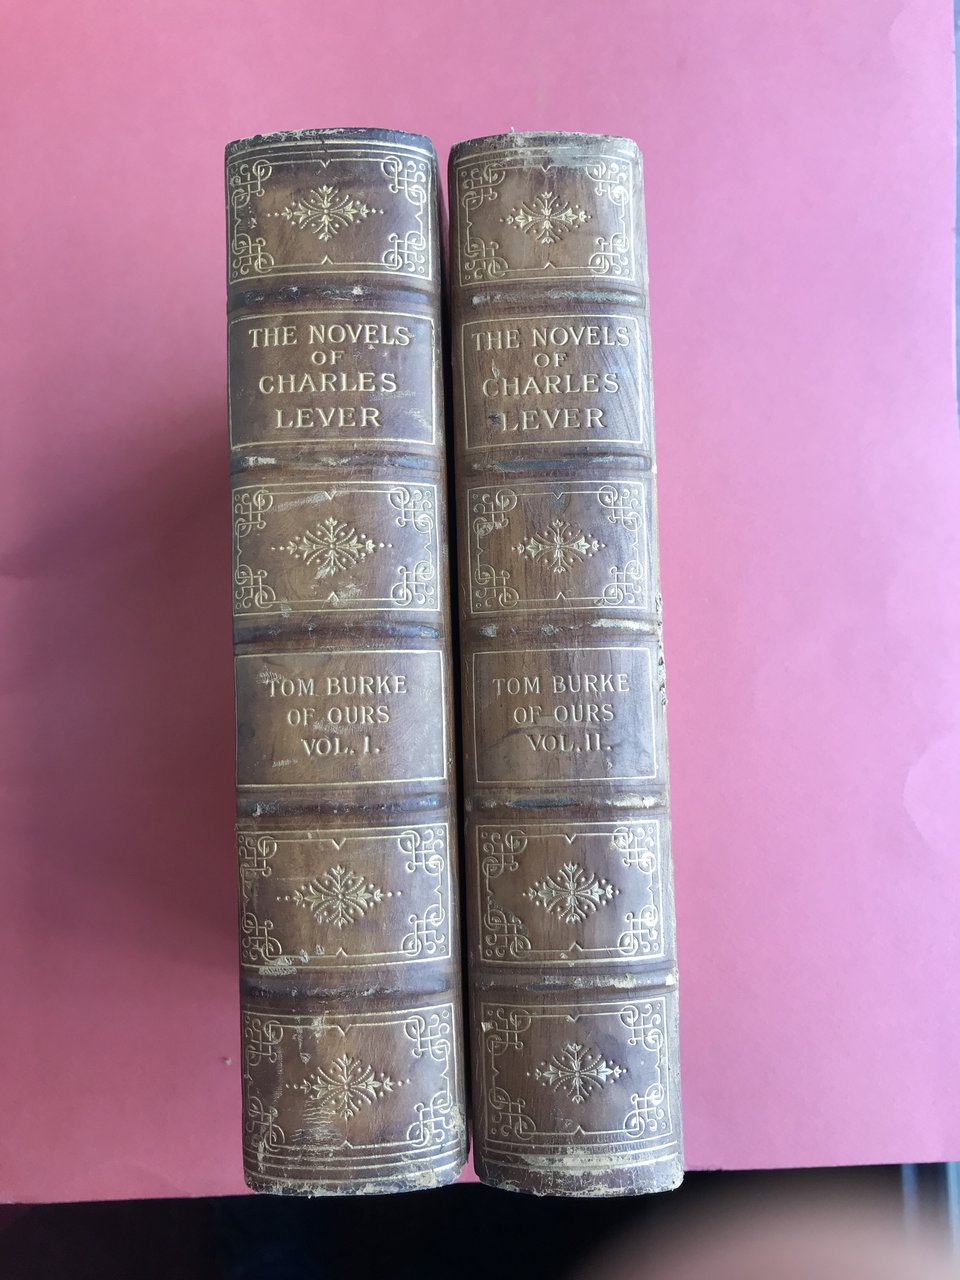 THE NOVELS
OF
CHARLES
LEVER
TOM BURKE
OF OURS
VOL. I.
THE NOVELS
OF
CHARLES
LEVER
TOM BURKE
OF OURS
VOL. II.